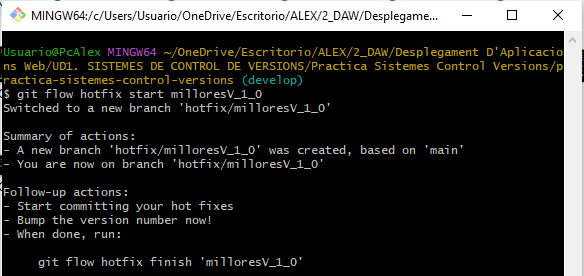 MINGW64:/c/Users/Usuario/OneDrive/Escritorio/ALEX/2_DAW/Desplegame...
Usuario@PcAlex MINGW64 ~/OneDrive/Escritorio/ALEX/2_DAW/Desplegament D'Aplicacio
ns Web/UD1. SISTEMES DE CONTROL DE VERSIONS/Practica Sistemes Control Versions/p
ractica-sistemes-control-versions (develop)
$ git flow hotfix start milloresV_1_0
Switched to a new branch 'hotfix/milloresV_1_0'
Summary of actions:
- A new branch 'hotfix/milloresV_1_0' was created, based on 'main'
- You are now on branch 'hotfix/milloresV_1_0'
Follow-up actions:
- Start committing your hot fixes
- Bump the version number now!
- When done, run:
git flow hotfix finish 'milloresV_1_0'